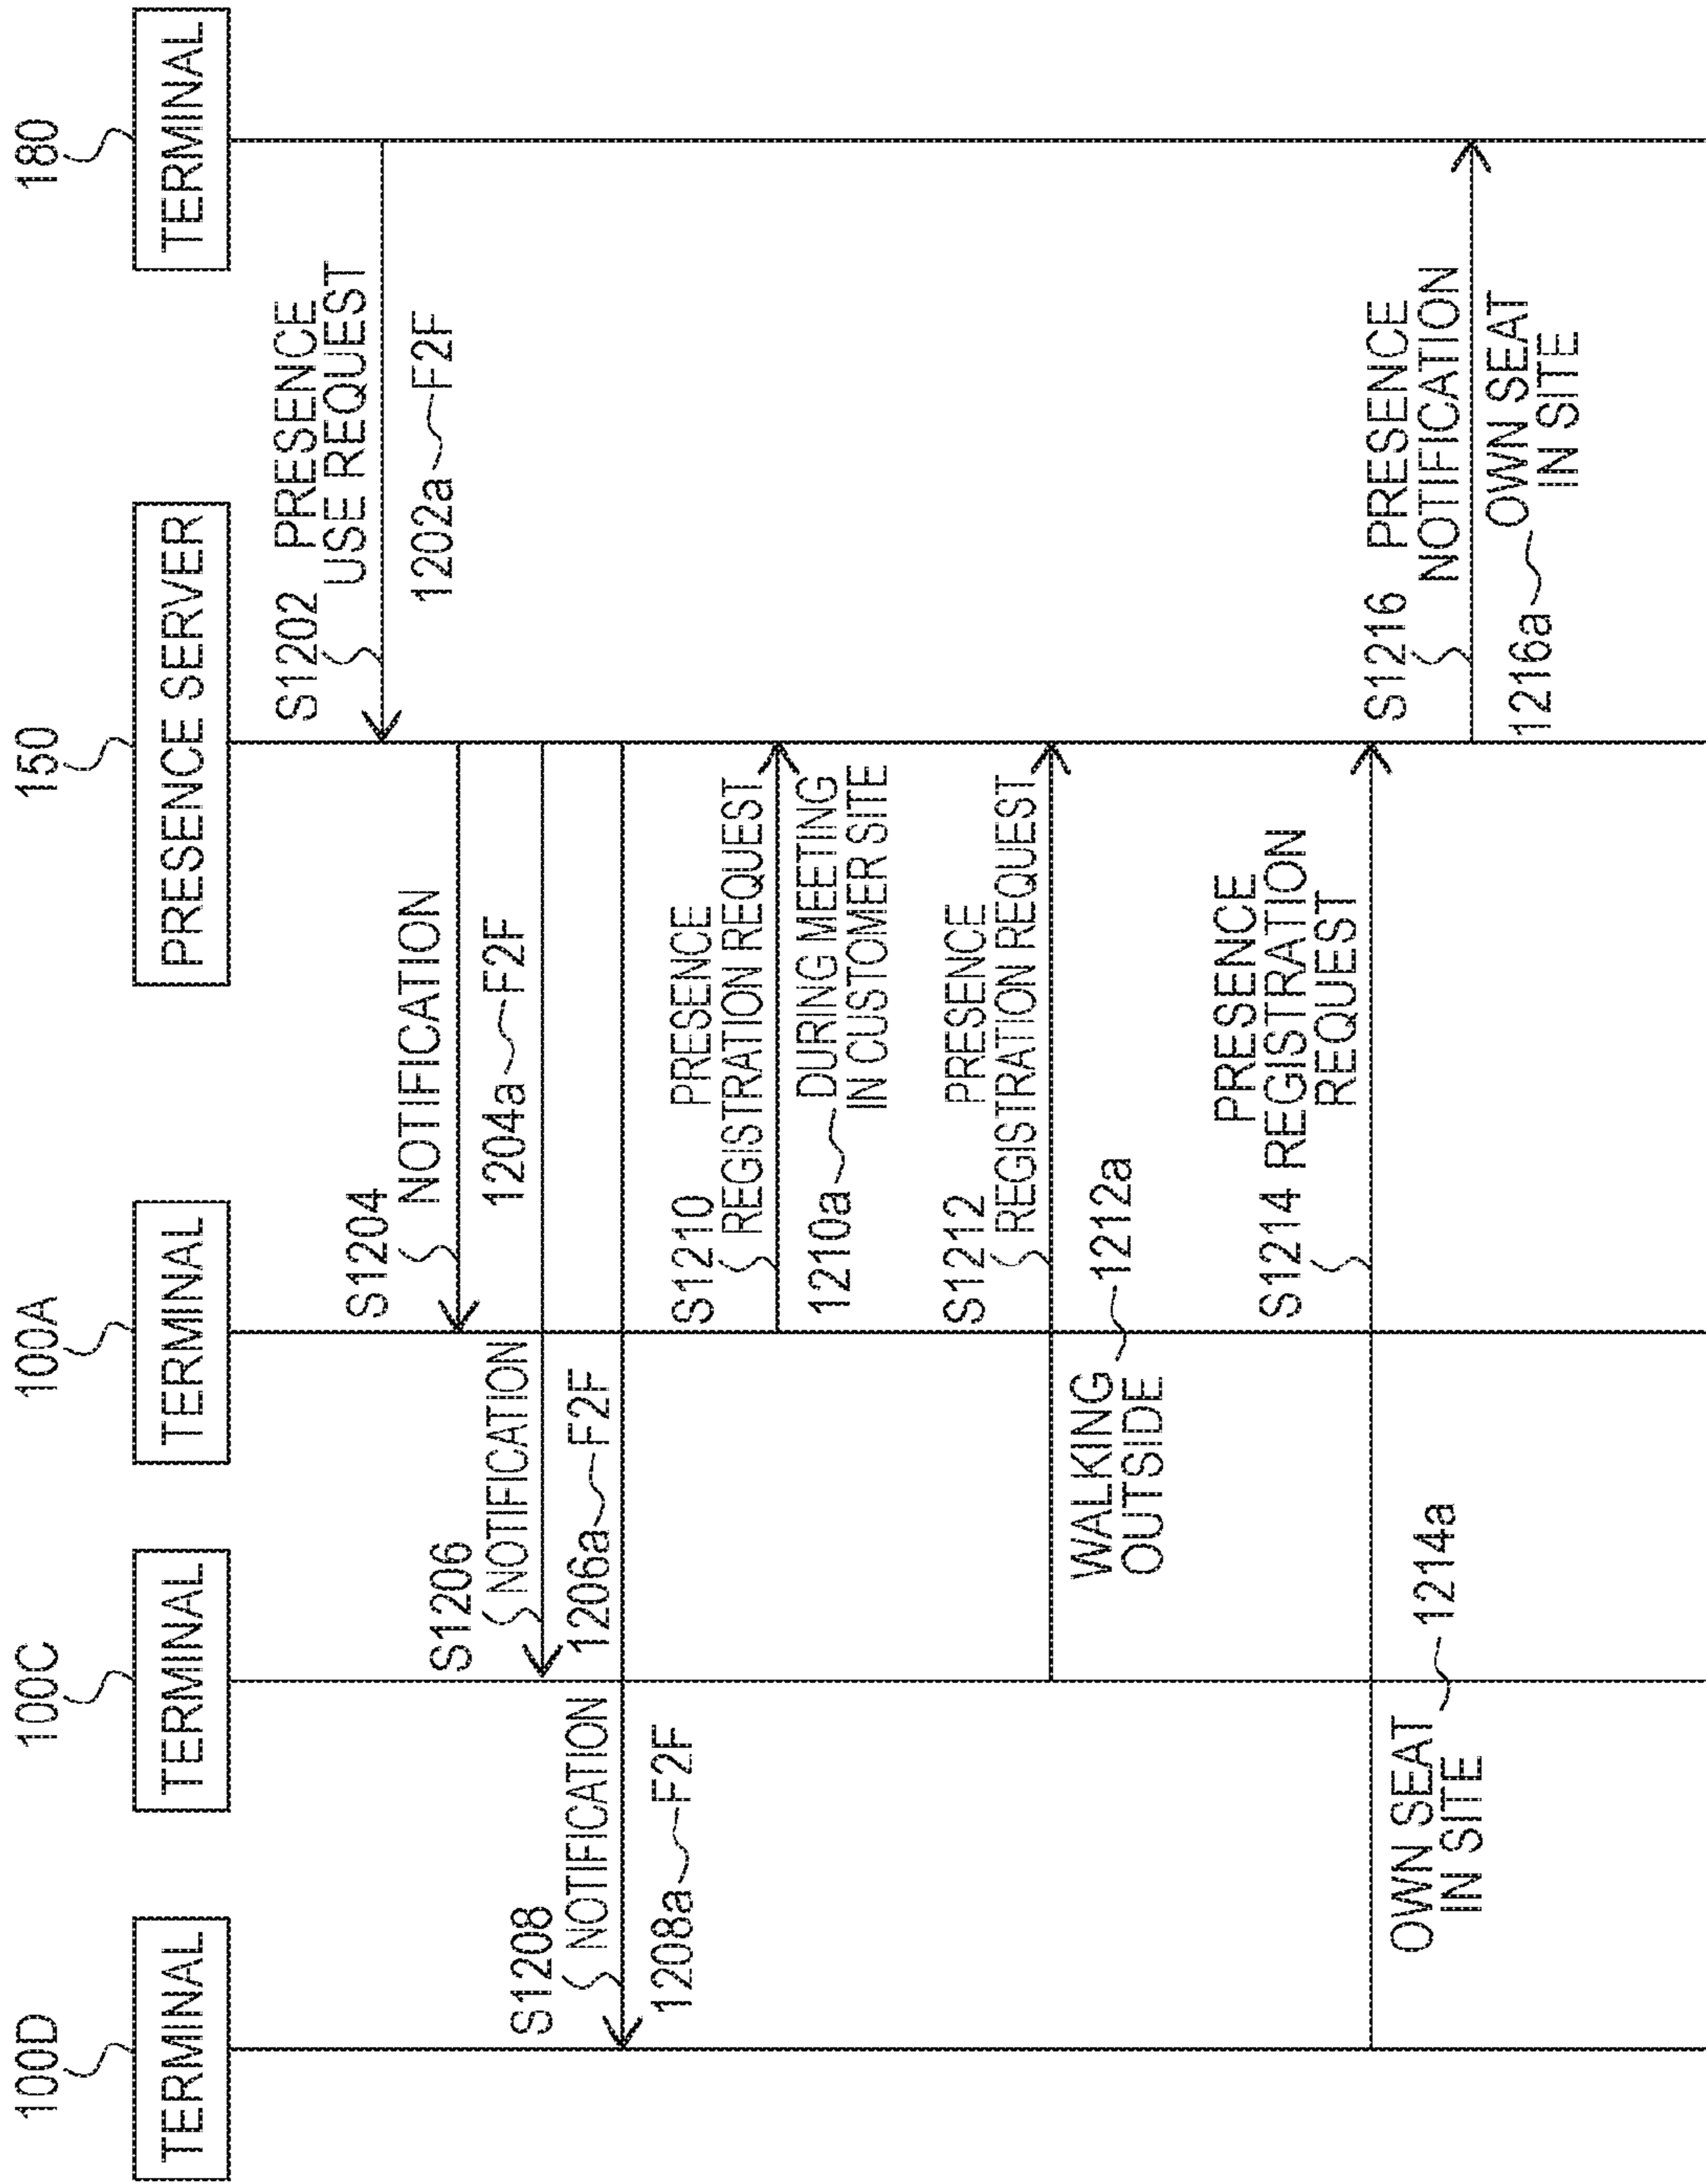 100D
100C
100A
150
180
TERMINAL
TERMINAL
TERMINAL
PRESENCE SERVER
TERMINAL
S1202
PRESENCE
USE REQUEST
1202a
F2F
S1204
NOTIFICATION
1204a
F2F
S1206
NOTIFICATION
1206a
F2F
S1208
NOTIFICATION
1208a
F2F
S1210
PRESENCE
REGISTRATION REQUEST
1210a
DURING MEETING
IN CUSTOMER SITE
S1212
PRESENCE
REGISTRATION REQUEST
WALKING
OUTSIDE
1212a
S1214
PRESENCE
REGISTRATION
REQUEST
OWN SEAT
IN SITE
1214a
S1216
PRESENCE
NOTIFICATION
1216a
OWN SEAT
IN SITE